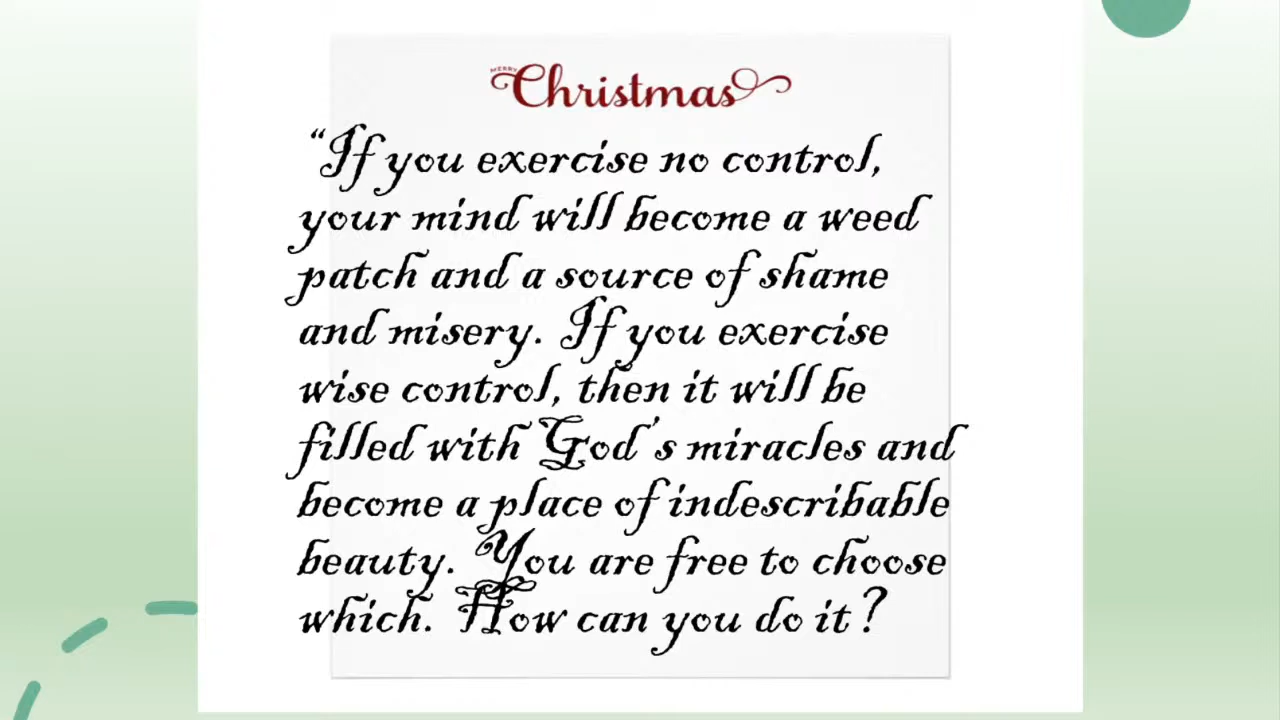 MERRY
Christmas
“If you exercise no control,
your mind will become a weed
patch and a source of shame
and misery. If you exercise
wise control, then it will be
filled with God's miracles and
become a place of indescribable
beauty. You are free to choose
which. How can you do it?